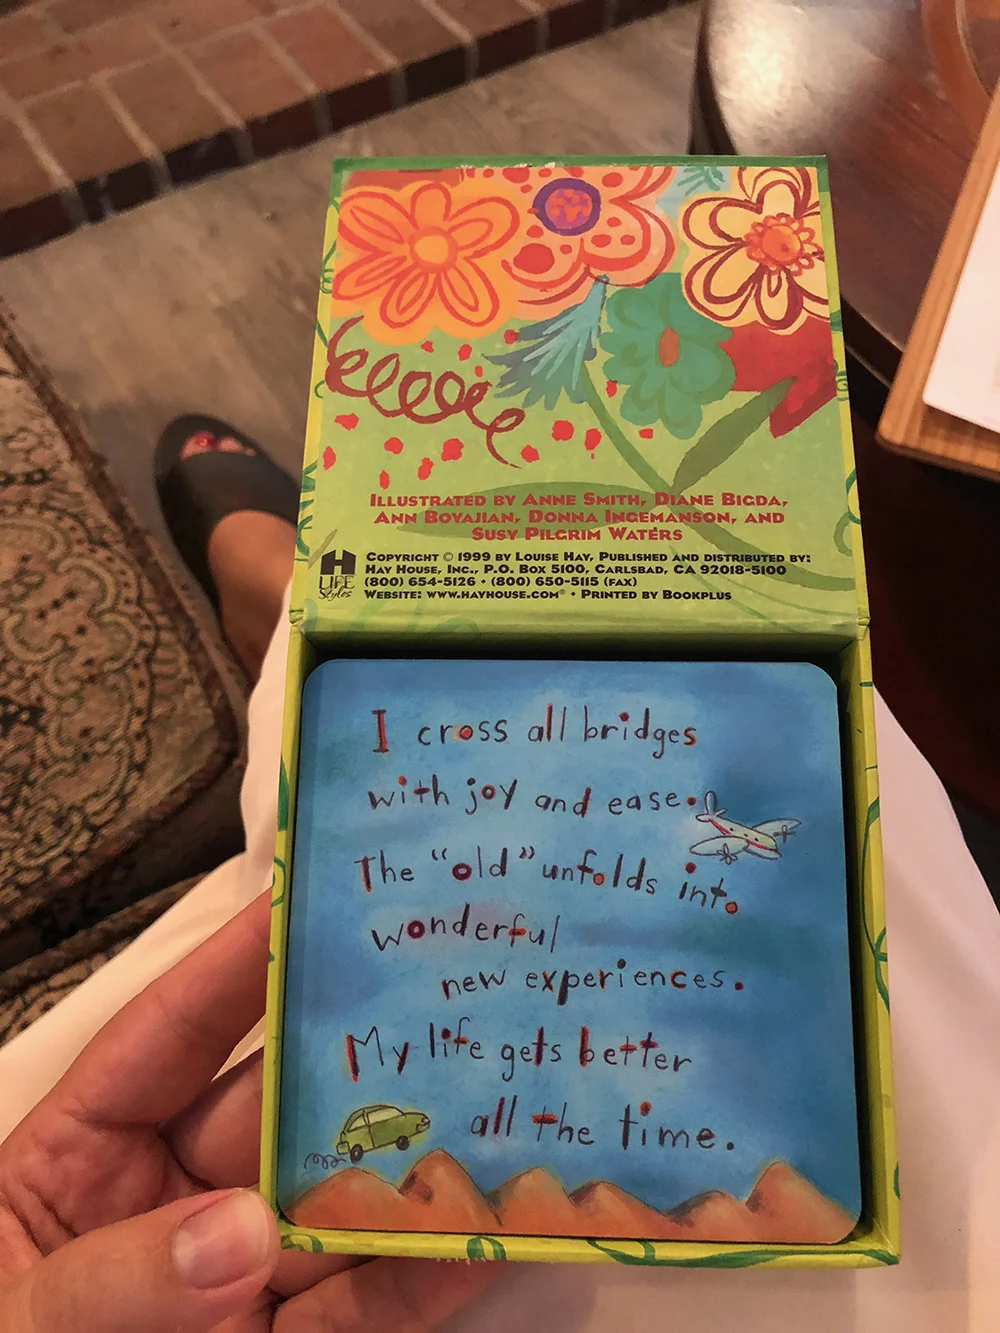 ILLUSTRATED BY ANNE SMITH, DIANE BIGDA,
ANN BOYAJIAN, DONNA INGEMANSON, AND
SUSY PILGRIM WATERS
H
LIFE
Styles
COPYRIGHT © 1999 BY LOUISE HAY, PUBLISHED AND DISTRIBUTED BY:
HAY HOUSE, INC., P.O. BOX 5100, CARLSBAD, CA 92018-5100
(800) 654-5126 • (800) 650-5115 (FAX)
WEBSITE: WWW.HAYHOUSE.COM® • PRINTED BY BOOKPLUS
I cross all bridges
with joy and ease.
The "old" unfolds into
wonderful
new experiences.
My life gets better
all the time.